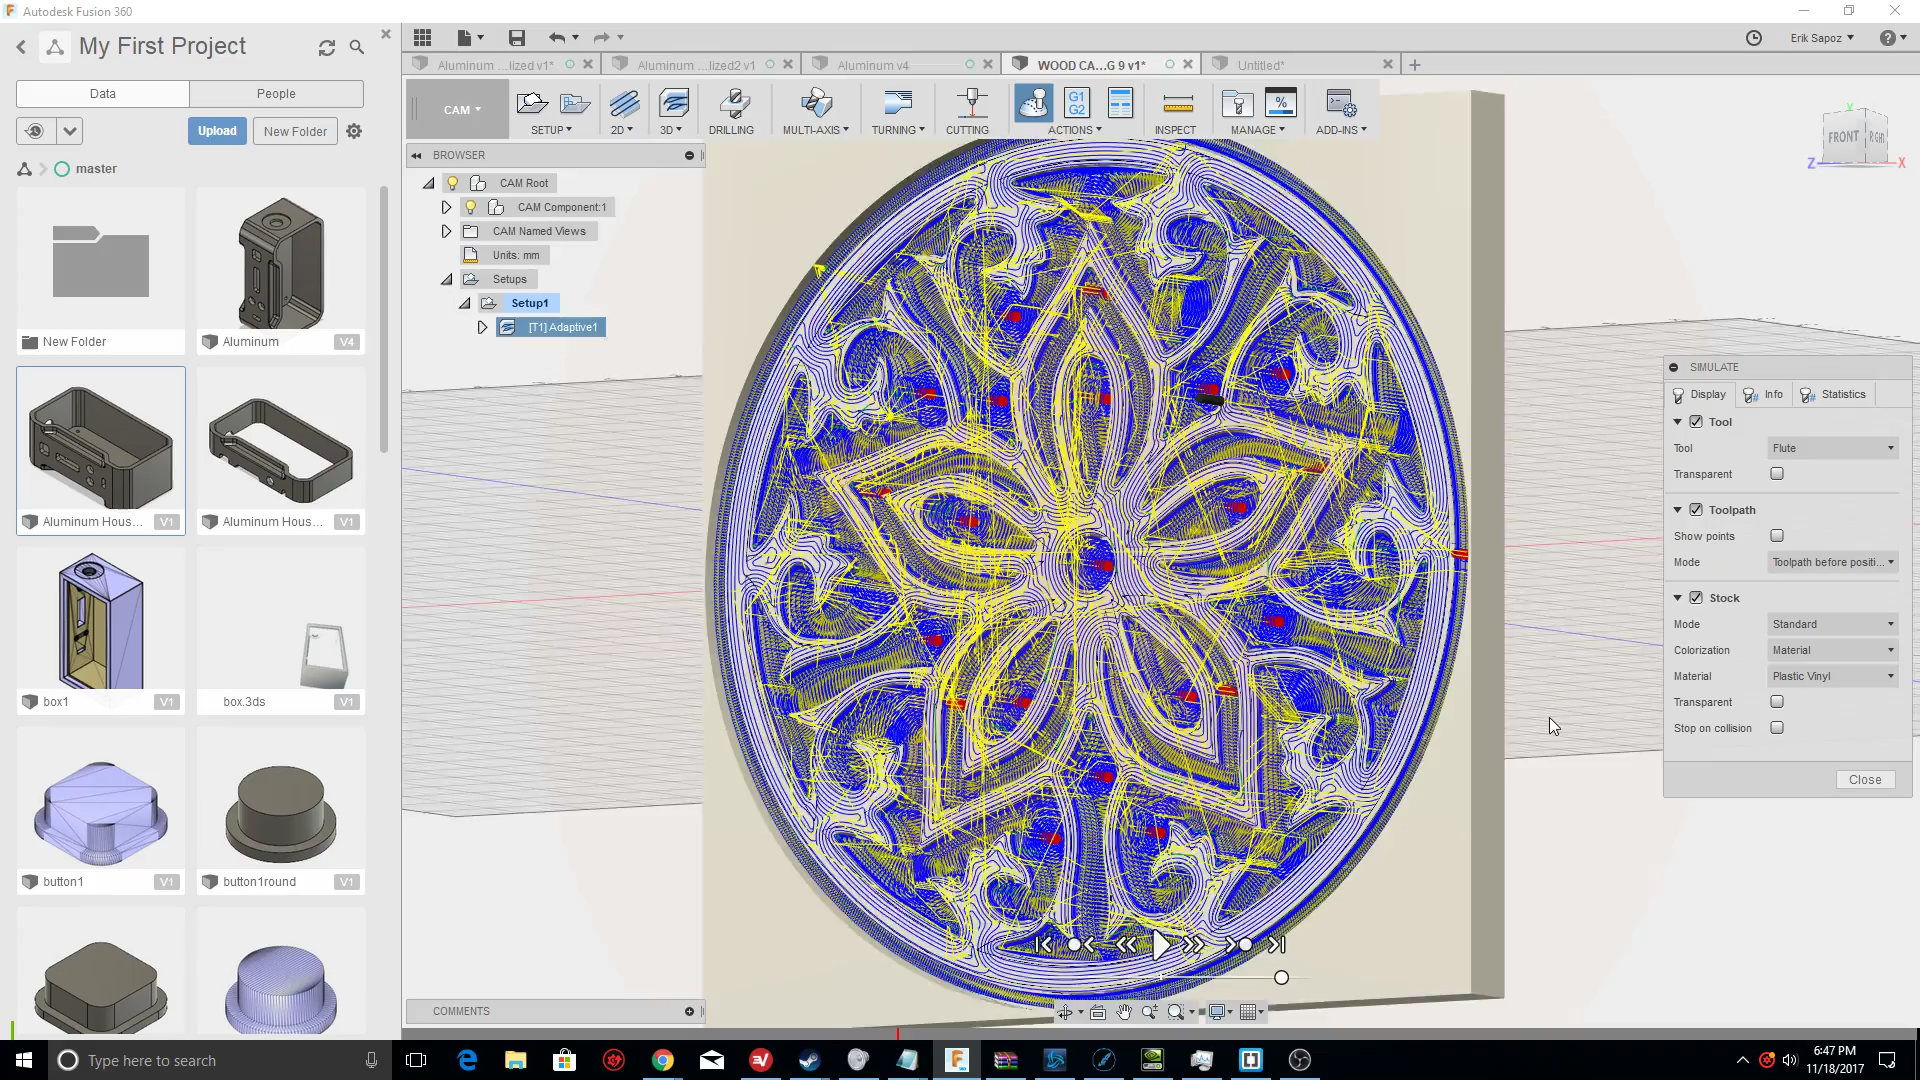 Autodesk Fusion 360
My First Project
Data
People
Upload
New Folder
master
New Folder
Aluminum
V4
Aluminum Hous...
V1
Aluminum Hous...
V1
box1
V1
box.3ds
V1
button1
V1
button1round
V1
Erik Sapoz
Aluminum ...lized v1*
Aluminum ...lized2 v1
Aluminum v4
WOOD CA...G 9 v1*
Untitled*
CAM
SETUP
2D
3D
DRILLING
MULTI-AXIS
TURNING
CUTTING
G1
G2
ACTIONS
INSPECT
%
MANAGE
ADD-INS
BROWSER
CAM Root
CAM Component:1
CAM Named Views
Units: mm
Setups
Setup1
[T1] Adaptive1
COMMENTS
Y
FRONT
RIGHT
Z
X
SIMULATE
Display
Info
Statistics
Tool
Tool
Flute
Transparent
Toolpath
Show points
Mode
Toolpath before positi...
Stock
Mode
Standard
Colorization
Material
Material
Plastic Vinyl
Transparent
Stop on collision
Close
Type here to search
6:47 PM
11/18/2017